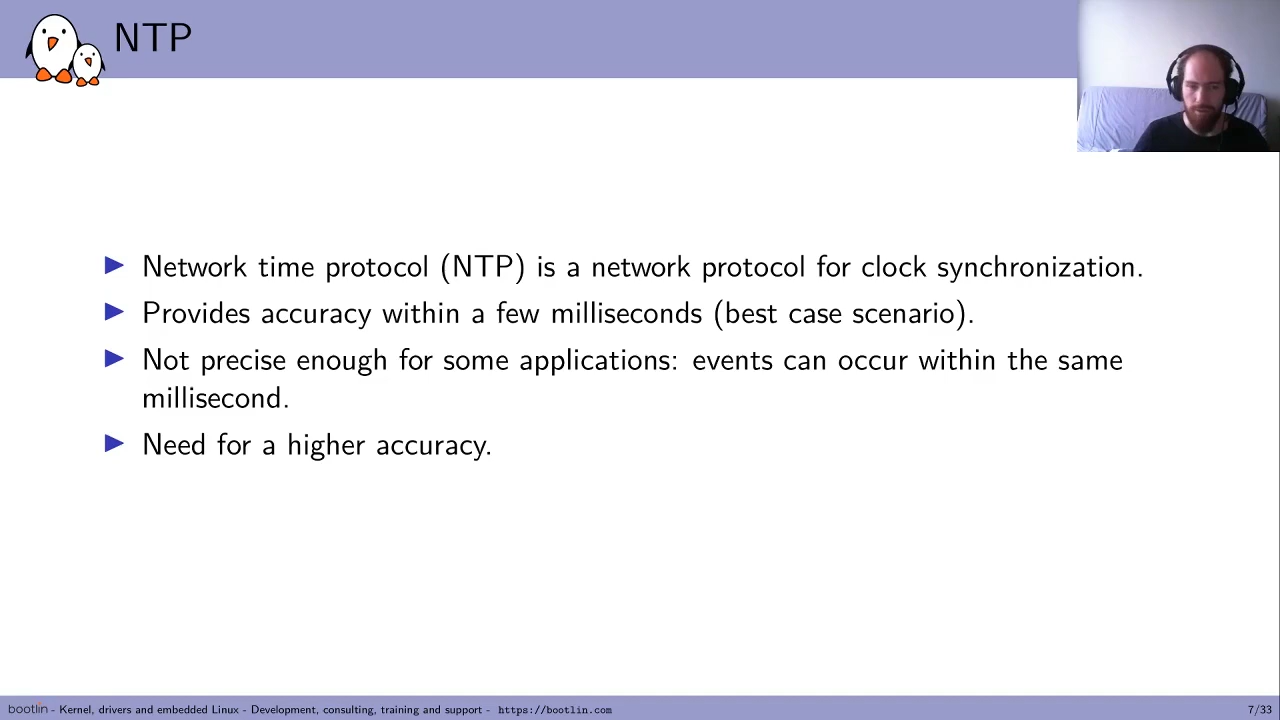 NTP
Network time protocol (NTP) is a network protocol for clock synchronization.
Provides accuracy within a few milliseconds (best case scenario).
Not precise enough for some applications: events can occur within the same
millisecond.
Need for a higher accuracy.
bootlin - Kernel, drivers and embedded Linux - Development, consulting, training and support - https://bootlin.com
7/33